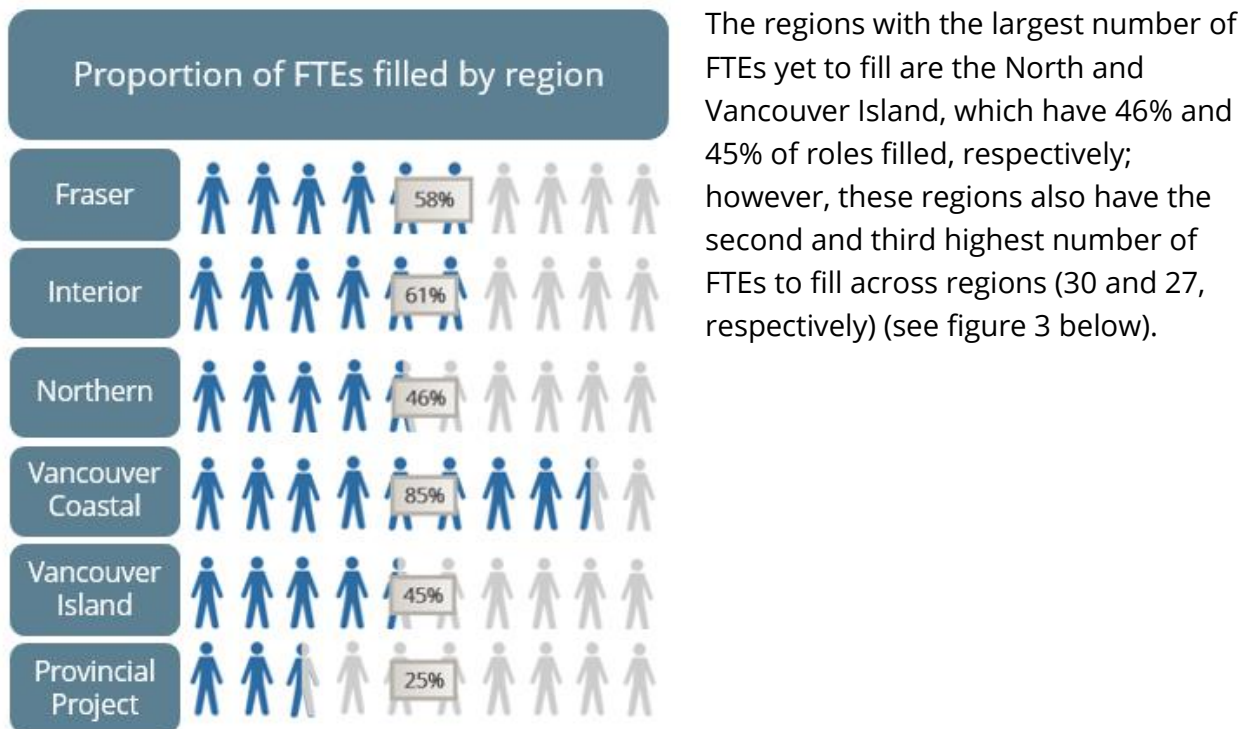 Proportion of FTEs filled by region
Fraser
58%
Interior
61%
Northern
46%
Vancouver
Coastal
85%
Vancouver
Island
45%
Provincial
Project
25%
The regions with the largest number of
FTEs yet to fill are the North and
Vancouver Island, which have 46% and
45% of roles filled, respectively;
however, these regions also have the
second and third highest number of
FTEs to fill across regions (30 and 27,
respectively) (see figure 3 below).